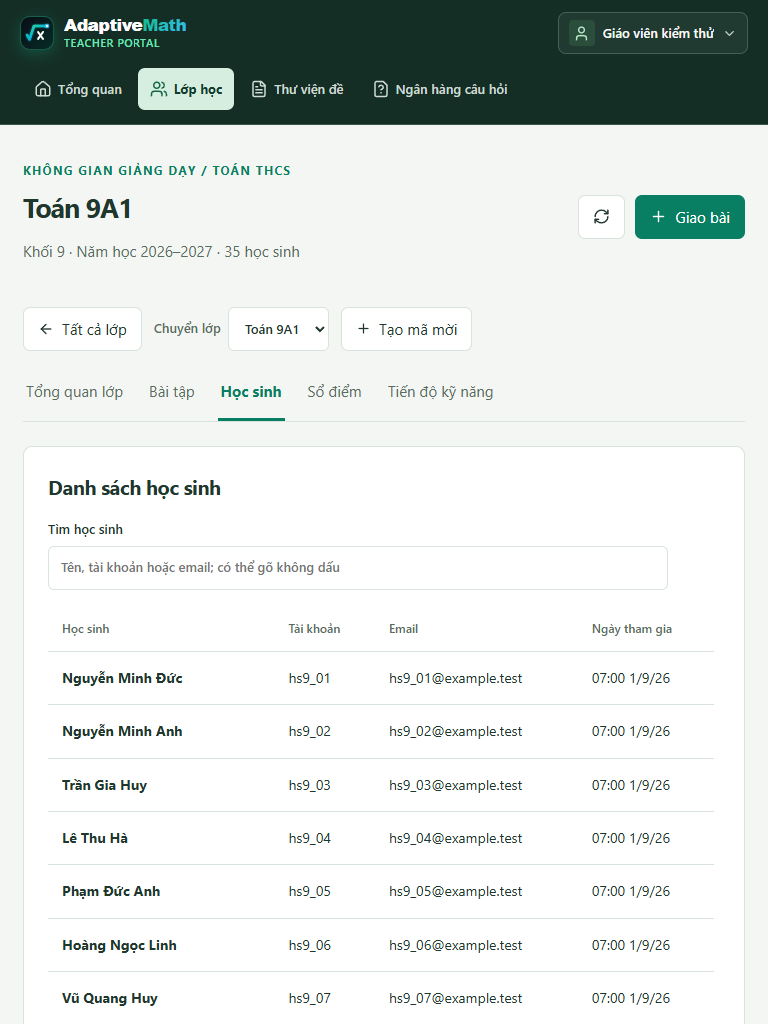 AdaptiveMath
TEACHER PORTAL
Giáo viên kiểm thử
Tổng quan
Lớp học
Thư viện đề
Ngân hàng câu hỏi
KHÔNG GIAN GIẢNG DẠY / TOÁN THCS
Toán 9A1
Khối 9 · Năm học 2026–2027 · 35 học sinh
Giao bài
Tất cả lớp
Chuyển lớp
Toán 9A1
Tạo mã mời
Tổng quan lớp
Bài tập
Học sinh
Sổ điểm
Tiến độ kỹ năng
Danh sách học sinh
Tìm học sinh
Tên, tài khoản hoặc email; có thể gõ không dấu
Học sinh Tài khoản Email Ngày tham gia
Nguyễn Minh Đức hs9_01 hs9_01@example.test 07:00 1/9/26
Nguyễn Minh Anh hs9_02 hs9_02@example.test 07:00 1/9/26
Trần Gia Huy hs9_03 hs9_03@example.test 07:00 1/9/26
Lê Thu Hà hs9_04 hs9_04@example.test 07:00 1/9/26
Phạm Đức Anh hs9_05 hs9_05@example.test 07:00 1/9/26
Hoàng Ngọc Linh hs9_06 hs9_06@example.test 07:00 1/9/26
Vũ Quang Huy hs9_07 hs9_07@example.test 07:00 1/9/26